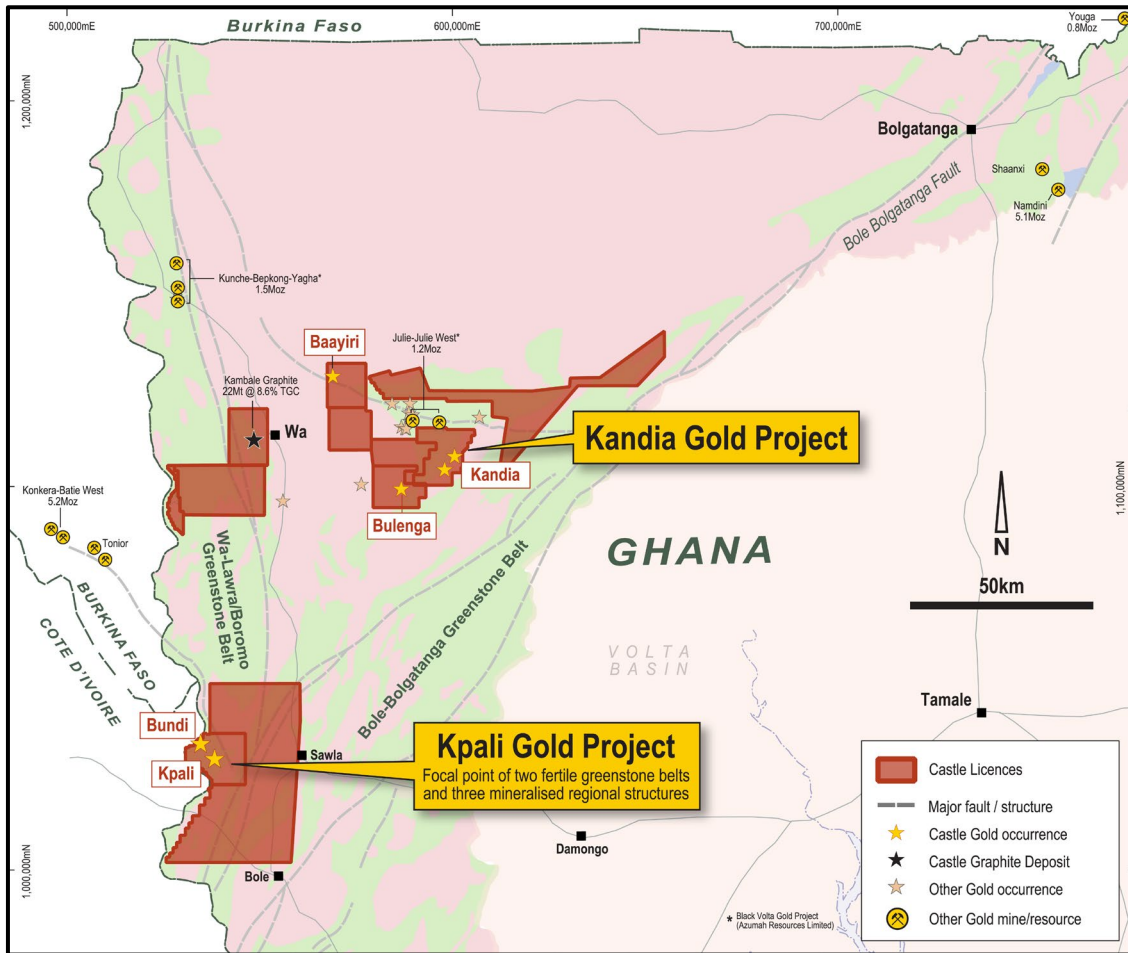 500,000mE
600,000mE
700,000mE
Burkina Faso
Youga
0.8Moz
1,200,000mN
Bolgatanga
Shaanxi
Namdini
5.1Moz
Bole Bolgatanga Fault
Kunche-Bepkong-Yagha*
1.5Moz
Baayiri
Julie-Julie West*
1.2Moz
Kambale Graphite
22Mt @ 8.6% TGC
Wa
Kandia Gold Project
Kandia
Bulenga
1,100,000mN
Konkera-Batie West
5.2Moz
Tonior
Wa-Lawra/Boromo
Greenstone Belt
GHANA
N
50km
BURKINA FASO
COTE D'IVOIRE
Bole-Bolgatanga Greenstone Belt
VOLTA
BASIN
Tamale
Bundi
Kpali
Sawla
Kpali Gold Project
Focal point of two fertile greenstone belts
and three mineralised regional structures
Damongo
Bole
1,000,000mN
Castle Licences
Major fault / structure
Castle Gold occurrence
Castle Graphite Deposit
Other Gold occurrence
Other Gold mine/resource
* Black Volta Gold Project
(Azumah Resources Limited)